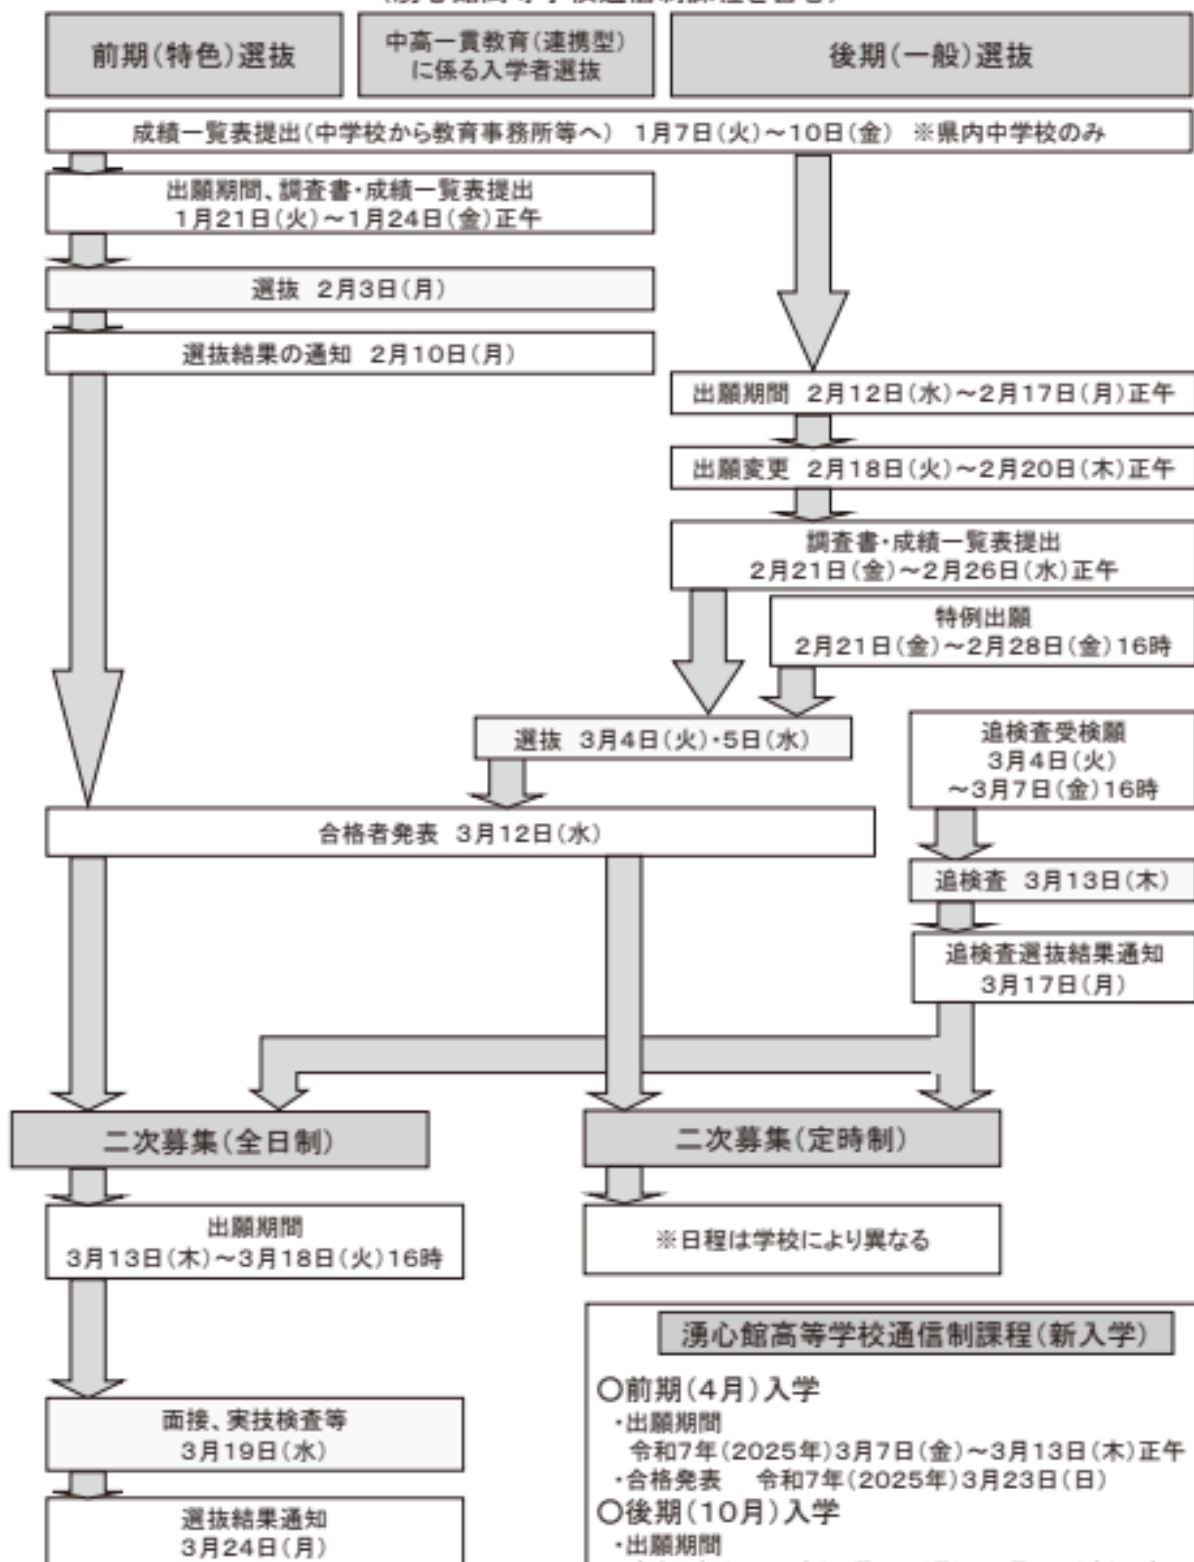 (湧心館高等学校通信制課程を含む)
前期(特色)選抜
中高一貫教育(連携型)
に係る入学者選抜
後期(一般)選抜
成績一覧表提出(中学校から教育事務所等へ) 1月7日(火)~10日(金) ※県内中学校のみ
出願期間、調査書・成績一覧表提出
1月21日(火)~1月24日(金)正午
選抜 2月3日(月)
選抜結果の通知 2月10日(月)
出願期間 2月12日(水)~2月17日(月)正午
出願変更 2月18日(火)~2月20日(木)正午
調査書・成績一覧表提出
2月21日(金)~2月26日(水)正午
特例出願
2月21日(金)~2月28日(金)16時
選抜 3月4日(火)・5日(水)
追検査受検願
3月4日(火)
~3月7日(金)16時
合格者発表 3月12日(水)
追検査 3月13日(木)
追検査選抜結果通知
3月17日(月)
二次募集(全日制)
二次募集(定時制)
出願期間
3月13日(木)~3月18日(火)16時
※日程は学校により異なる
面接、実技検査等
3月19日(水)
選抜結果通知
3月24日(月)
湧心館高等学校通信制課程(新入学)
○前期(4月)入学
・出願期間
令和7年(2025年)3月7日(金)~3月13日(木)正午
・合格発表 令和7年(2025年)3月23日(日)
○後期(10月)入学
・出願期間